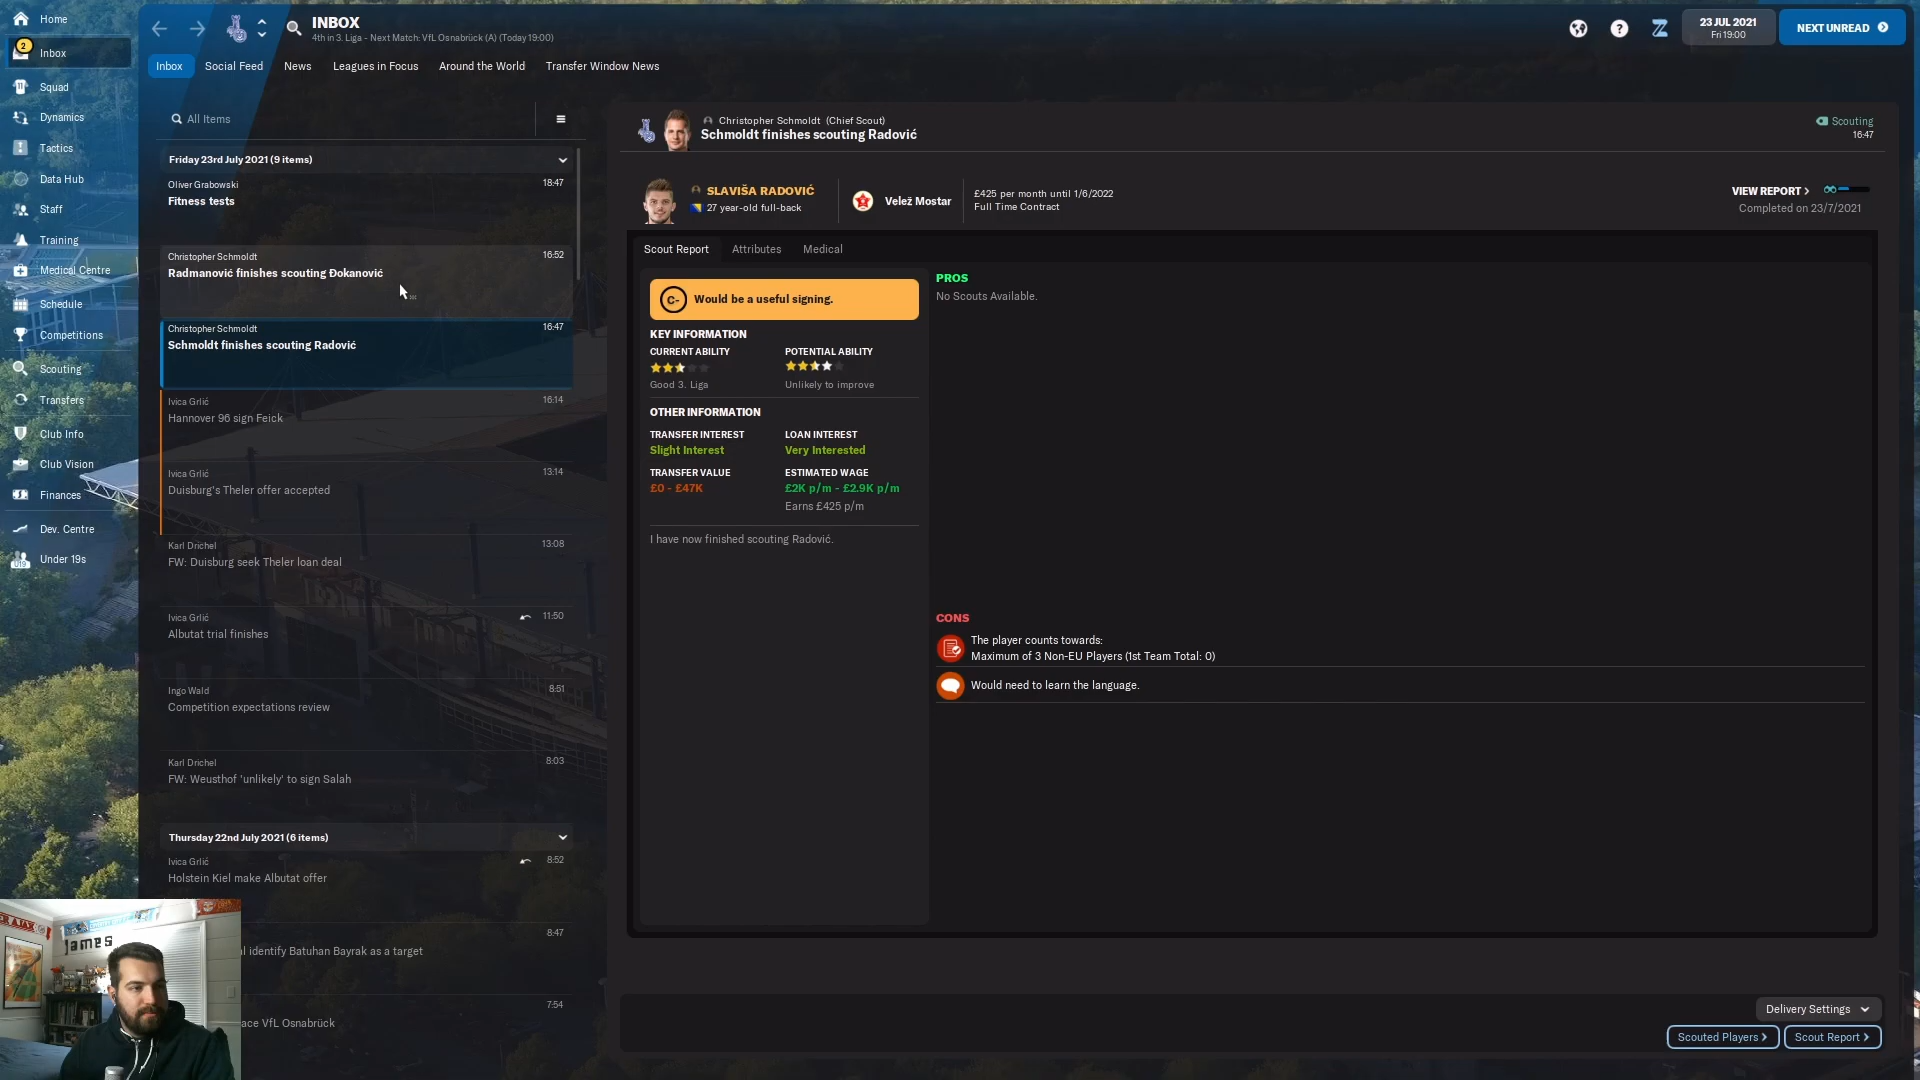 Home
2
Inbox
Squad
Dynamics
Tactics
Data Hub
Staff
Training
Medical Centre
Schedule
Competitions
Scouting
Transfers
Club Info
Club Vision
Finances
Dev. Centre
Under 19s
INBOX
4th in 3. Liga - Next Match: VfL Osnabrück (A) (Today 19:00)
23 JUL 2021
Fri 19:00
NEXT UNREAD
Inbox
Social Feed
News
Leagues in Focus
Around the World
Transfer Window News
All Items
Friday 23rd July 2021 (9 items)
Oliver Grabowski
18:47
Fitness tests
Christopher Schmoldt
16:52
Radmanović finishes scouting Đokanović
Christopher Schmoldt
16:47
Schmoldt finishes scouting Radović
Ivica Grlić
16:14
Hannover 96 sign Feick
Ivica Grlić
13:14
Duisburg's Theler offer accepted
Karl Drichel
13:08
FW: Duisburg seek Theler loan deal
Ivica Grlić
11:50
Albutat trial finishes
Ingo Wald
8:51
Competition expectations review
Karl Drichel
8:03
FW: Weusthof 'unlikely' to sign Salah
Thursday 22nd July 2021 (6 items)
Ivica Grlić
8:52
Holstein Kiel make Albutat offer
8:47
identify Batuhan Bayrak as a target
7:54
VfL Osnabrück
Christopher Schmoldt (Chief Scout)
Schmoldt finishes scouting Radović
Scouting
16:47
SLAVIŠA RADOVIĆ
27 year-old full-back
Velež Mostar
£425 per month until 1/6/2022
Full Time Contract
VIEW REPORT >
Completed on 23/7/2021
Scout Report
Attributes
Medical
C-
Would be a useful signing.
KEY INFORMATION
CURRENT ABILITY
POTENTIAL ABILITY
Good 3. Liga
Unlikely to improve
OTHER INFORMATION
TRANSFER INTEREST
LOAN INTEREST
Slight Interest
Very Interested
TRANSFER VALUE
ESTIMATED WAGE
£0 - £47K
£2K p/m - £2.9K p/m
Earns £425 p/m
I have now finished scouting Radović.
PROS
No Scouts Available.
CONS
The player counts towards:
Maximum of 3 Non-EU Players (1st Team Total: 0)
Would need to learn the language.
Delivery Settings
Scouted Players >
Scout Report >
James